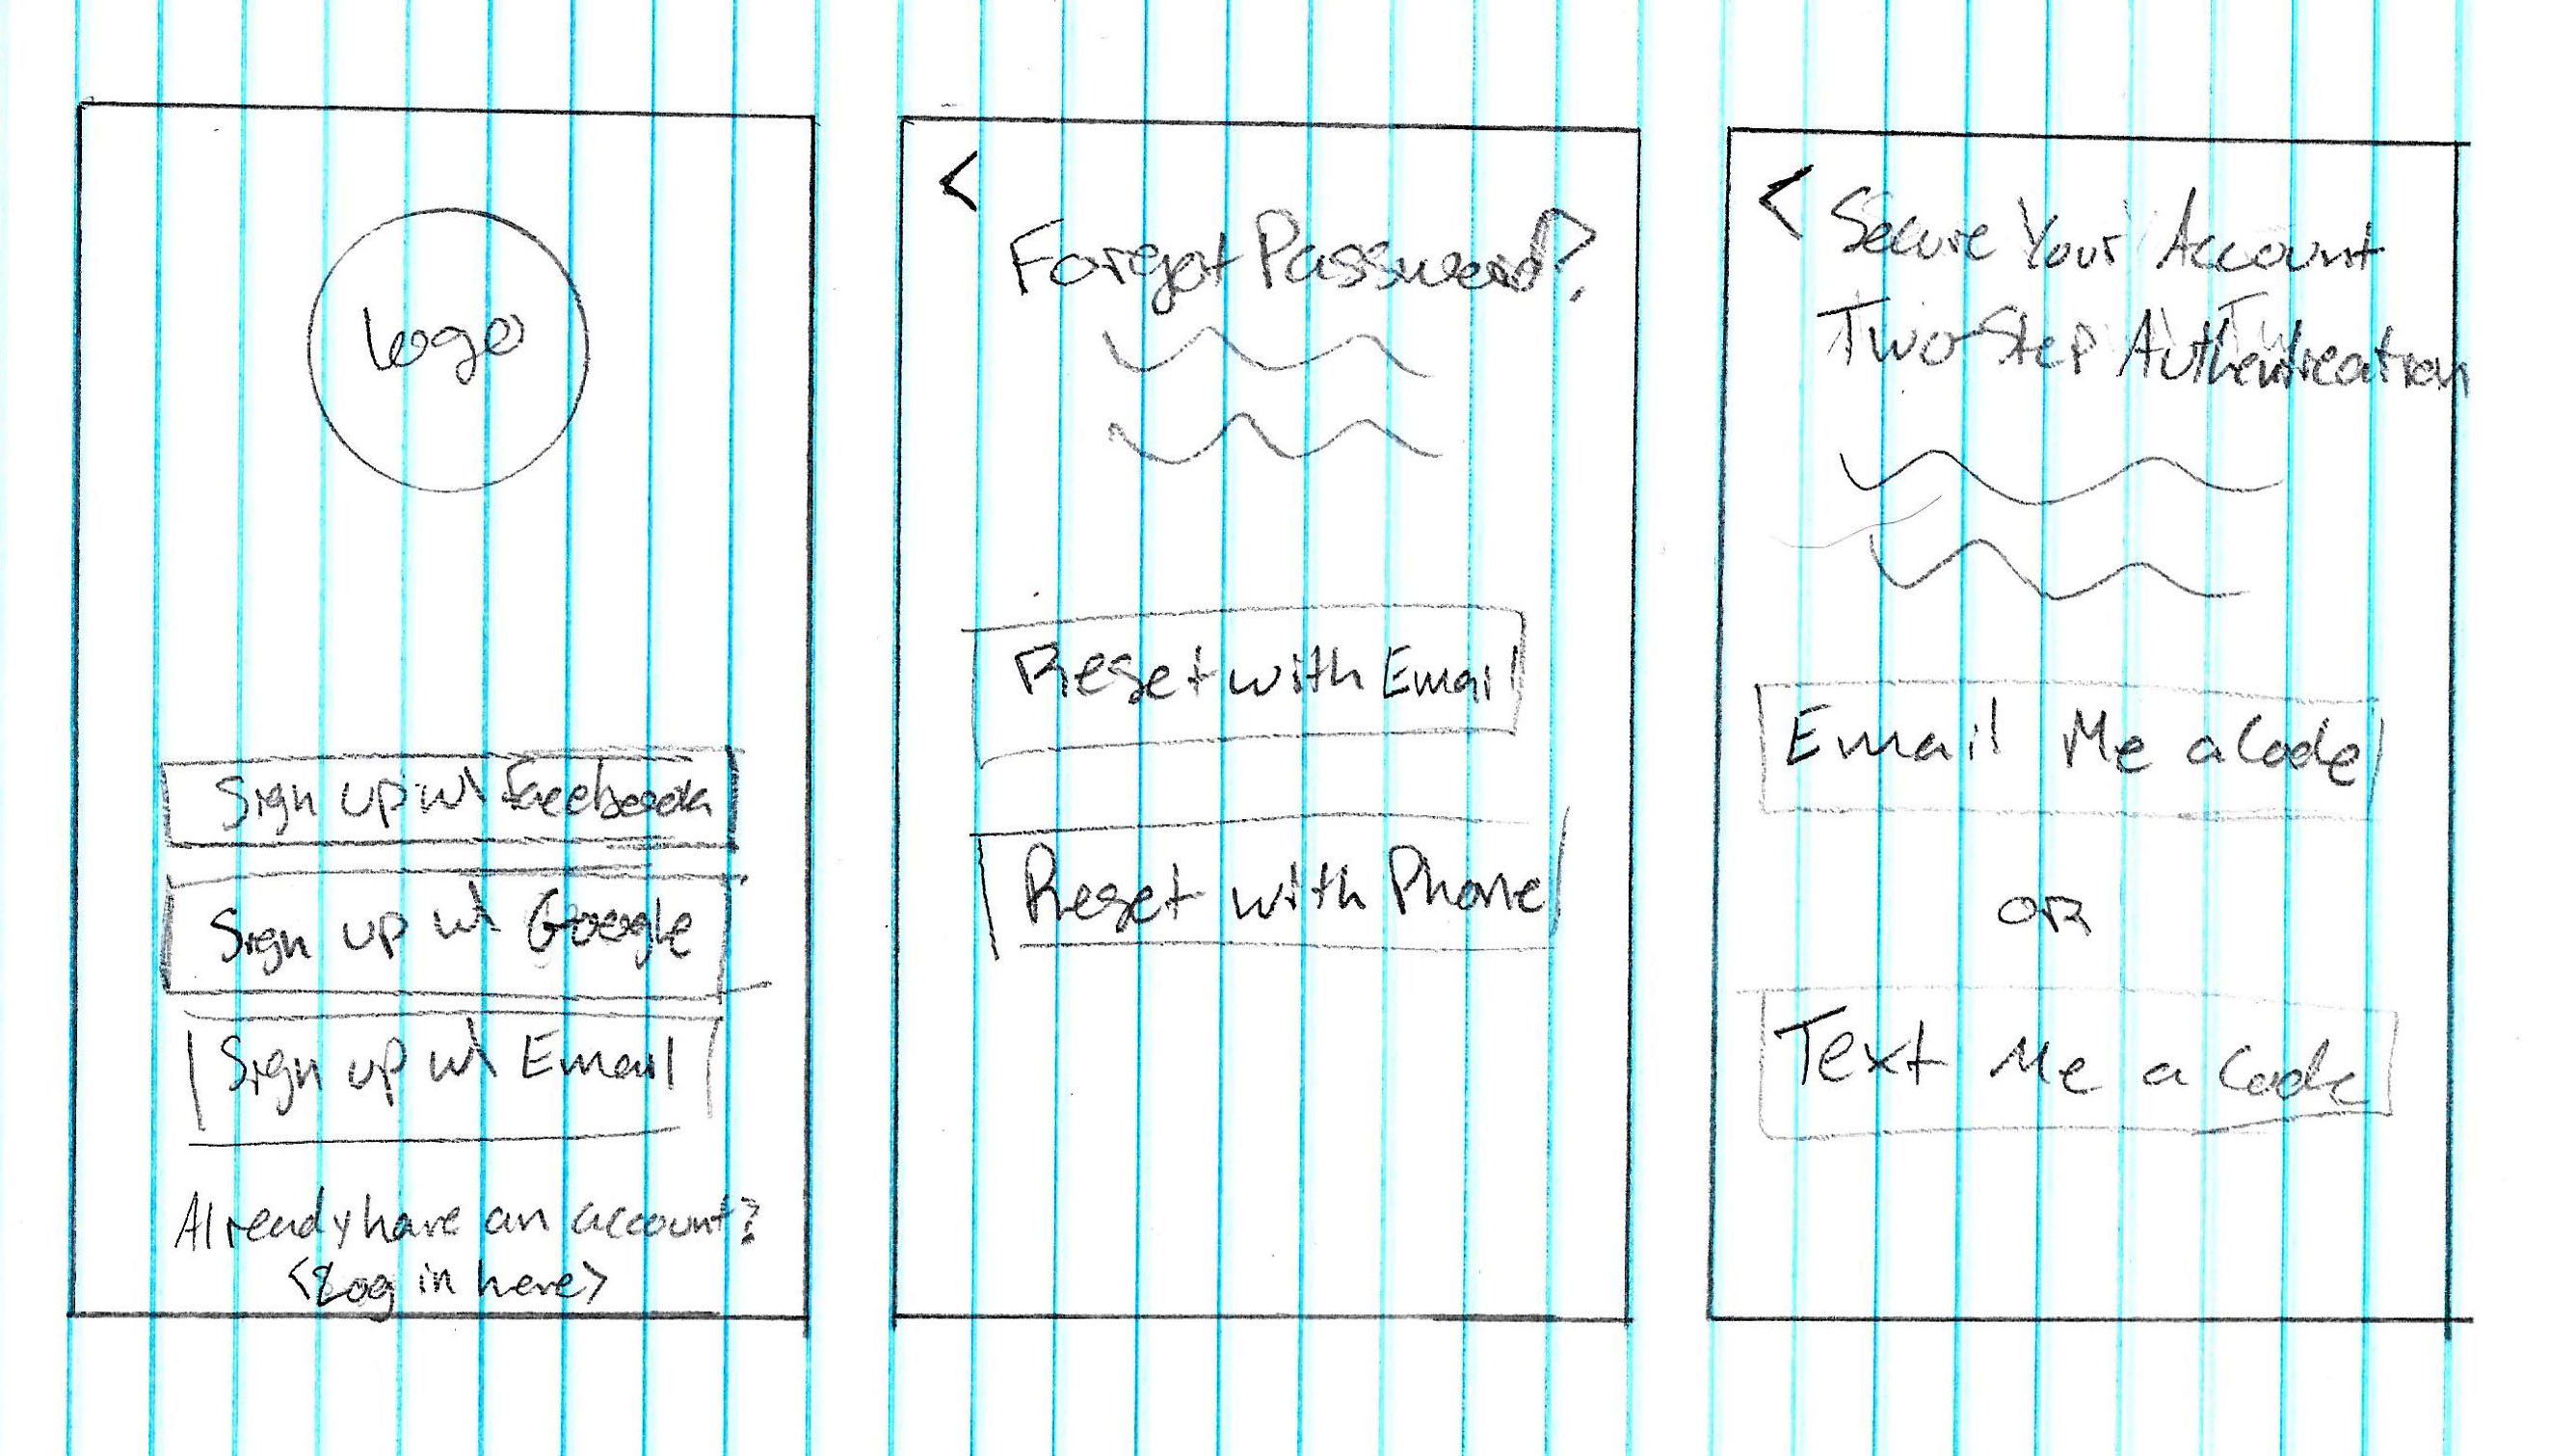 Logo
Sign up w\ Facebook
Sign up w\ Google
Sign up w\ Email
Already have an account?
<Log in here>
<
Forgot Password?
Reset with Email
Reset with Phone
<
Secure Your Account
Two-Step Authentication
Email Me a Code
OR
Text Me a Code